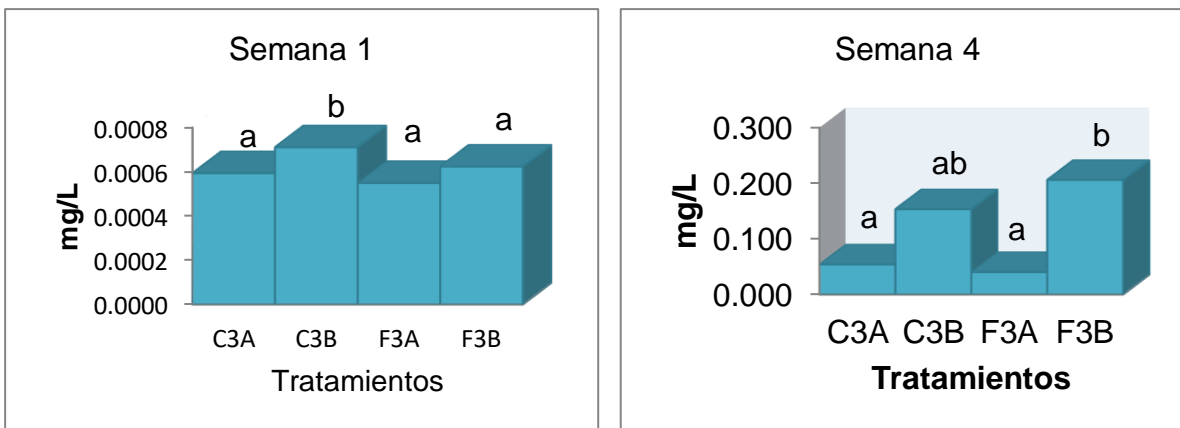 Semana 1
b
a
a
a
0.0008
0.0006
0.0004
0.0002
0.0000
mg/L
C3A C3B F3A F3B
Tratamientos
Semana 4
0.300
0.200
0.100
0.000
mg/L
b
ab
a
a
C3A C3B F3A F3B
Tratamientos